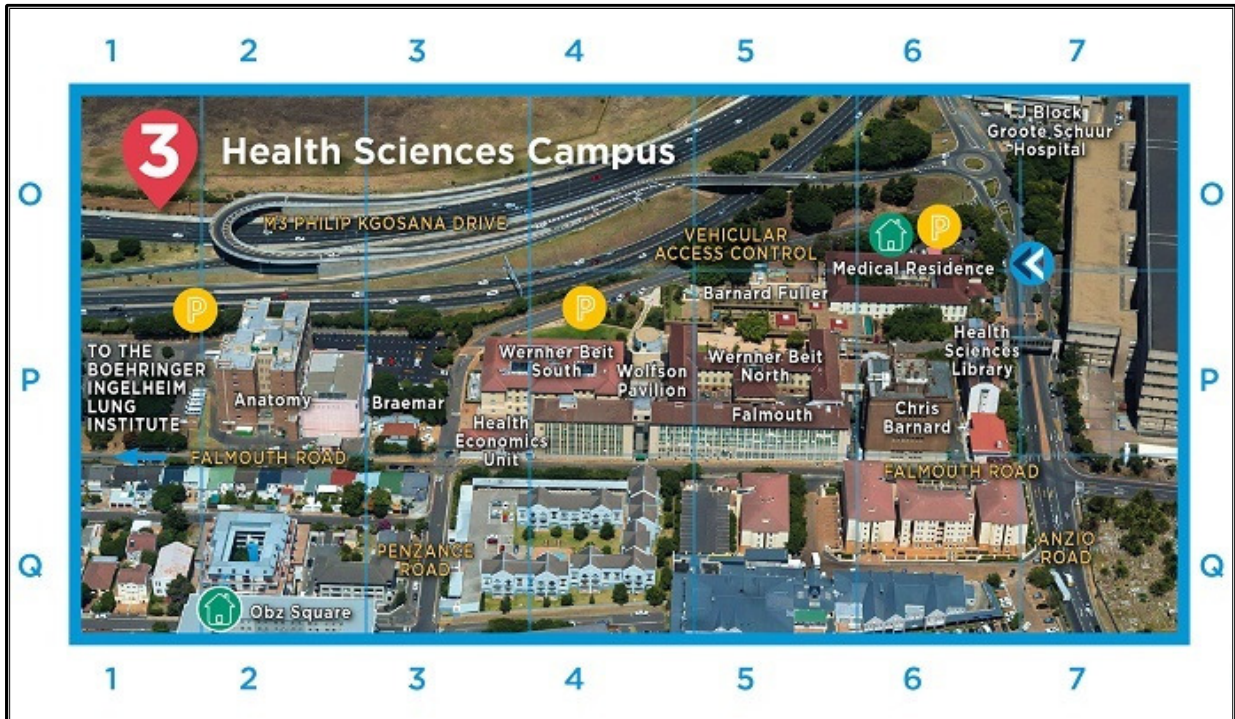 1 2 3 4 5 6 7
3 Health Sciences Campus
J Block
Groote Schuur
Hospital
O O
M3 PHILIP KGOSANA DRIVE
VEHICULAR
ACCESS CONTROL
P
Medical Residence
Barnard Fuller
P P
TO THE
BOEHRINGER
INGELHEIM
LUNG
INSTITUTE
Anatomy
Braemar
Wernher Beit
South
Wolfson
Pavilion
Wernher Beit
North
Health
Sciences
Library
P P
Health
Economics
Unit
Falmouth
Chris
Barnard
FALMOUTH ROAD
FALMOUTH ROAD
PENZANCE
ROAD
ANZIO
ROAD
Q Q
Obz Square
1 2 3 4 5 6 7